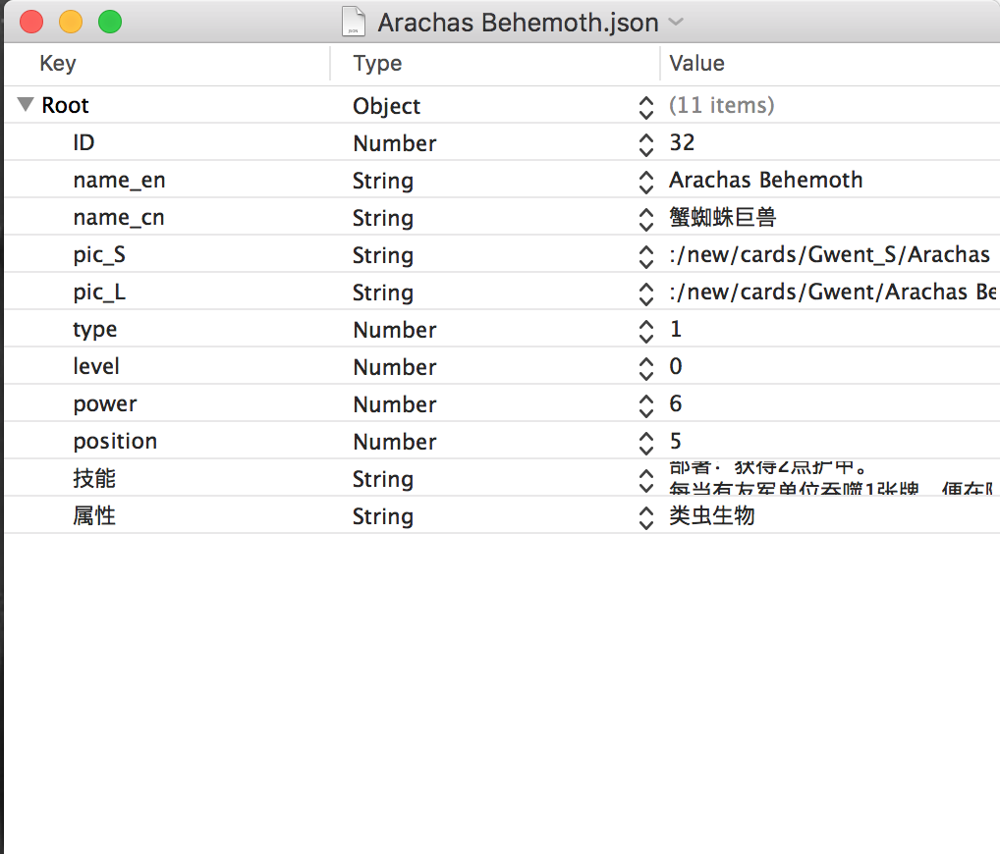 Arachas Behemoth.json
Key Type Value
Root Object (11 items)
ID Number 32
name_en String Arachas Behemoth
name_cn String 蟹蜘蛛巨兽
pic_S String :/new/cards/Gwent_S/Arachas
pic_L String :/new/cards/Gwent/Arachas Be
type Number 1
level Number 0
power Number 6
position Number 5
技能 String 部署：获得2点护甲。
每当有友军单位吞噬1张牌，便在
属性 String 类虫生物